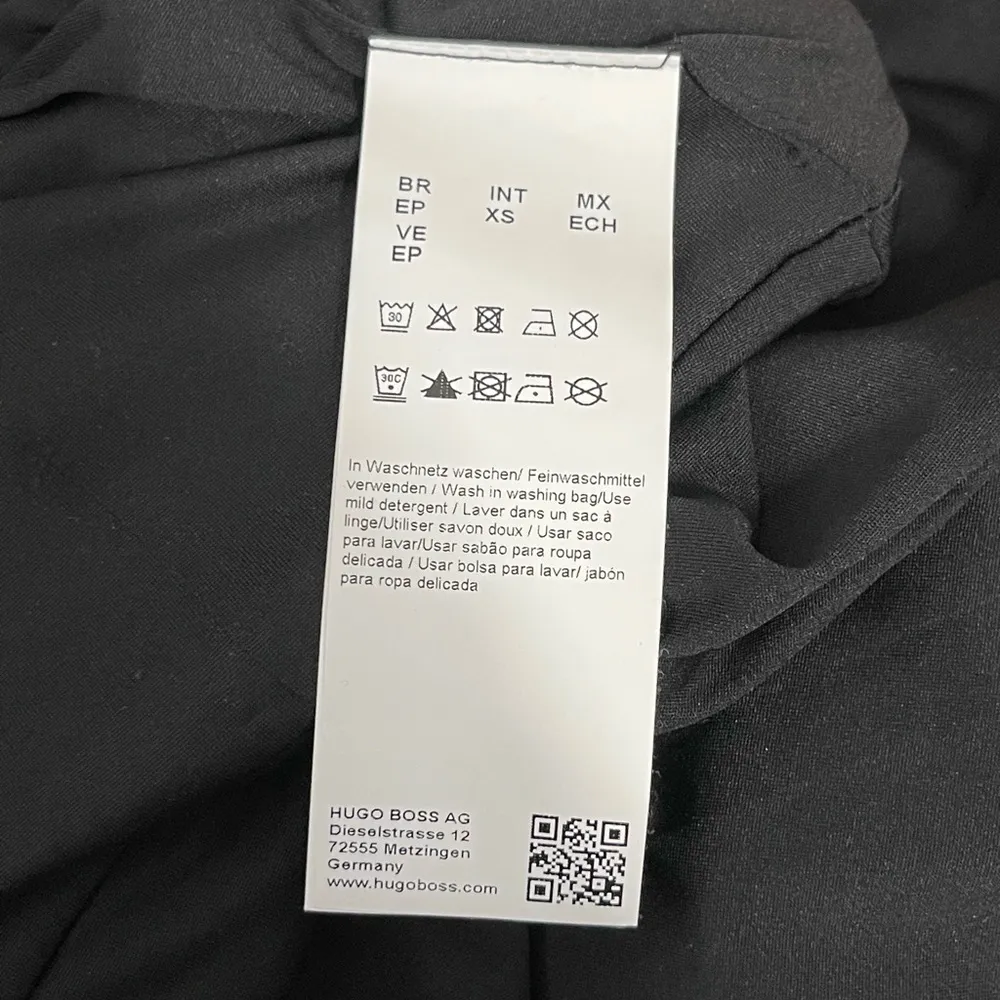 BR INT MX
EP XS ECH
VE
EP
30
30C
In Waschnetz waschen/ Feinwaschmittel
verwenden / Wash in washing bag/Use
mild detergent / Laver dans un sac à
linge/Utiliser savon doux / Usar saco
para lavar/Usar sabão para roupa
delicada / Usar bolsa para lavar/ jabón
para ropa delicada
HUGO BOSS AG
Dieselstrasse 12
72555 Metzingen
Germany
www.hugoboss.com